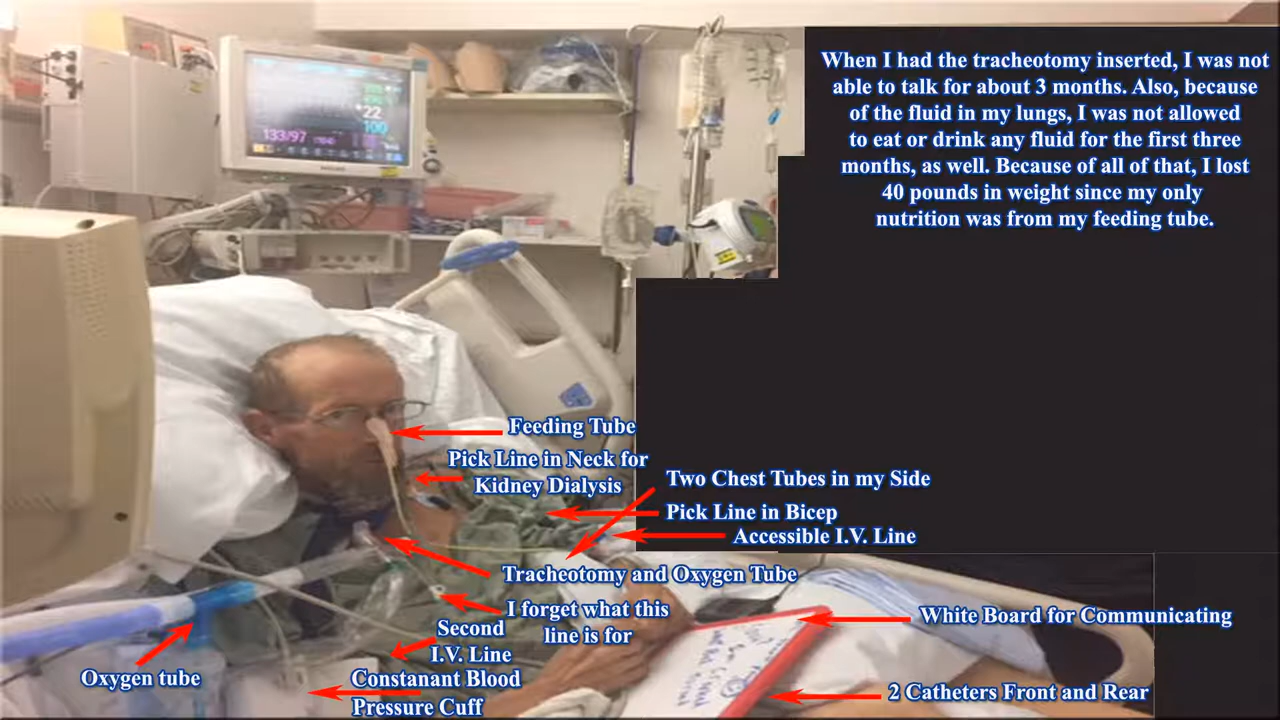 When I had the tracheotomy inserted, I was not
able to talk for about 3 months. Also, because
of the fluid in my lungs, I was not allowed
to eat or drink any fluid for the first three
months, as well. Because of all of that, I lost
40 pounds in weight since my only
nutrition was from my feeding tube.
22
100
133/97
Feeding Tube
Pick Line in Neck for
Kidney Dialysis
Two Chest Tubes in my Side
Pick Line in Bicep
Accessible I.V. Line
Tracheotomy and Oxygen Tube
I forget what this
line is for
White Board for Communicating
Second
I.V. Line
Oxygen tube
Constanant Blood
Pressure Cuff
2 Catheters Front and Rear